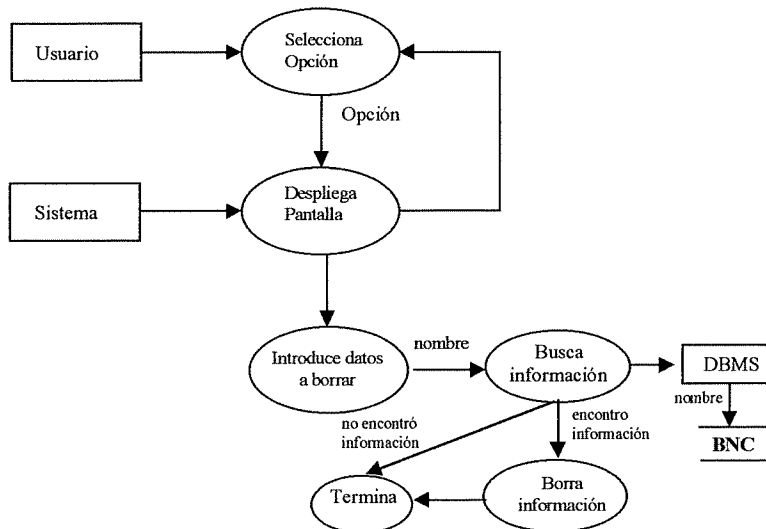 Usuario
Selecciona
Opción
Opción
Sistema
Despliega
Pantalla
Introduce datos
a borrar
nombre
Busca
información
DBMS
nombre
BNC
no encontró
información
encontro
información
Termina
Borra
información